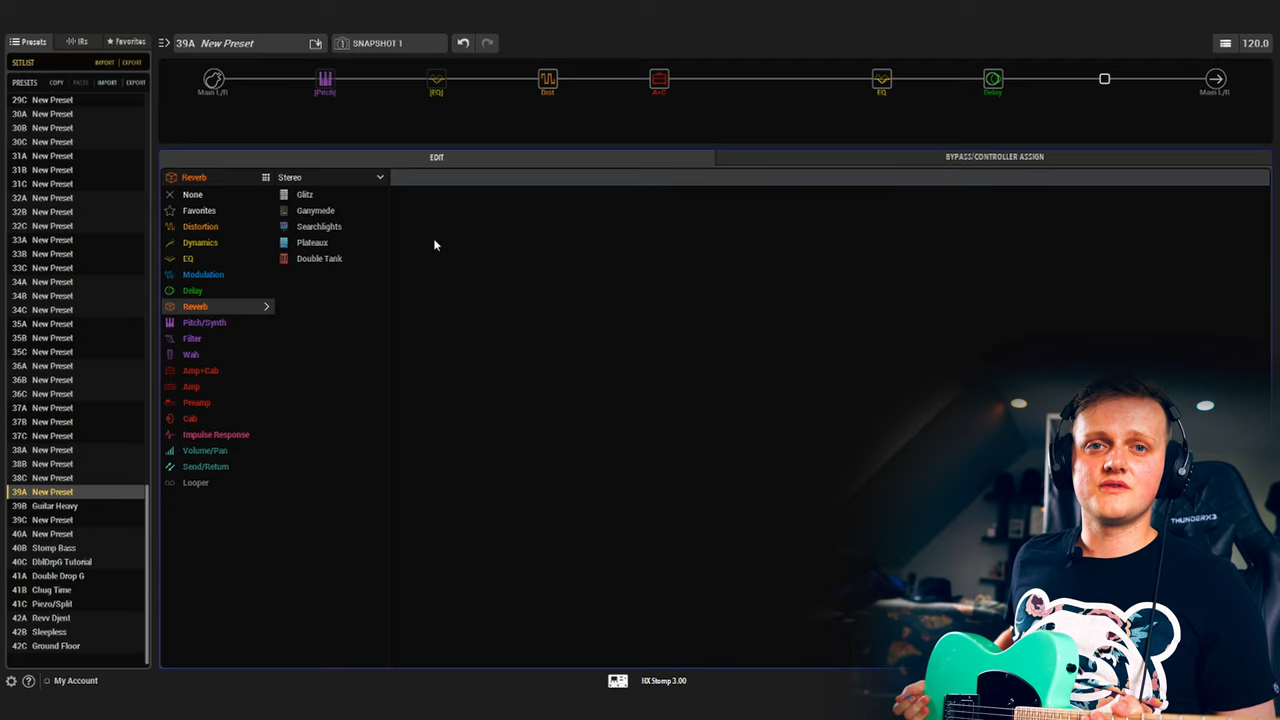 Presets
IRs
Favorites
39A New Preset
1 SNAPSHOT 1
120.0
SETLIST IMPORT EXPORT
PRESETS COPY PASTE IMPORT EXPORT
Main L/R
[Pitch]
[EQ]
Dist
A+C
EQ
Delay
Main L/R
29C New Preset
30A New Preset
30B New Preset
30C New Preset
31A New Preset
31B New Preset
31C New Preset
32A New Preset
32B New Preset
32C New Preset
33A New Preset
33B New Preset
33C New Preset
34A New Preset
34B New Preset
34C New Preset
35A New Preset
35B New Preset
35C New Preset
36A New Preset
36B New Preset
36C New Preset
37A New Preset
37B New Preset
37C New Preset
38A New Preset
38B New Preset
38C New Preset
39A New Preset
39B Guitar Heavy
39C New Preset
40A New Preset
40B Stomp Bass
40C DblDrpG Tutorial
41A Double Drop G
41B Chug Time
41C Piezo/Split
42A Revv Djent
42B Sleepless
42C Ground Floor
EDIT
BYPASS/CONTROLLER ASSIGN
Reverb
Stereo
None
Favorites
Distortion
Dynamics
EQ
Modulation
Delay
Reverb
Pitch/Synth
Filter
Wah
Amp+Cab
Amp
Preamp
Cab
Impulse Response
Volume/Pan
Send/Return
Looper
Glitz
Ganymede
Searchlights
Plateaux
Double Tank
THUNDERX3
My Account
HX Stomp 3.00